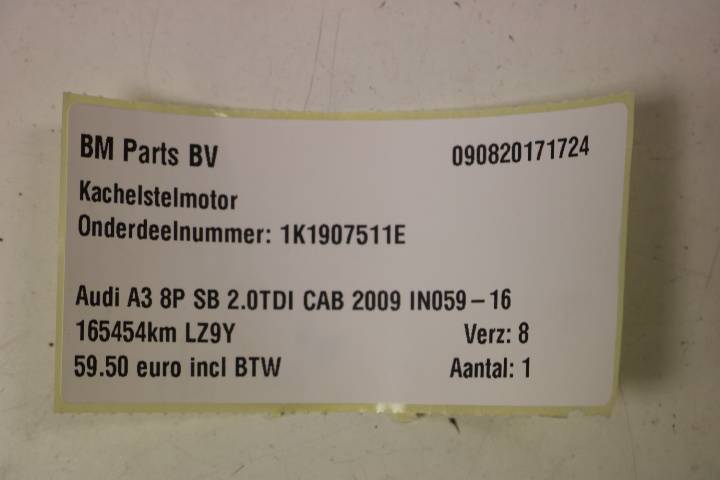 BM Parts BV 090820171724
Kachelstelmotor
Onderdeelnummer: 1K1907511E
Audi A3 8P SB 2.0TDI CAB 2009 IN059-16
165454km LZ9Y Verz: 8
59.50 euro incl BTW Aantal: 1